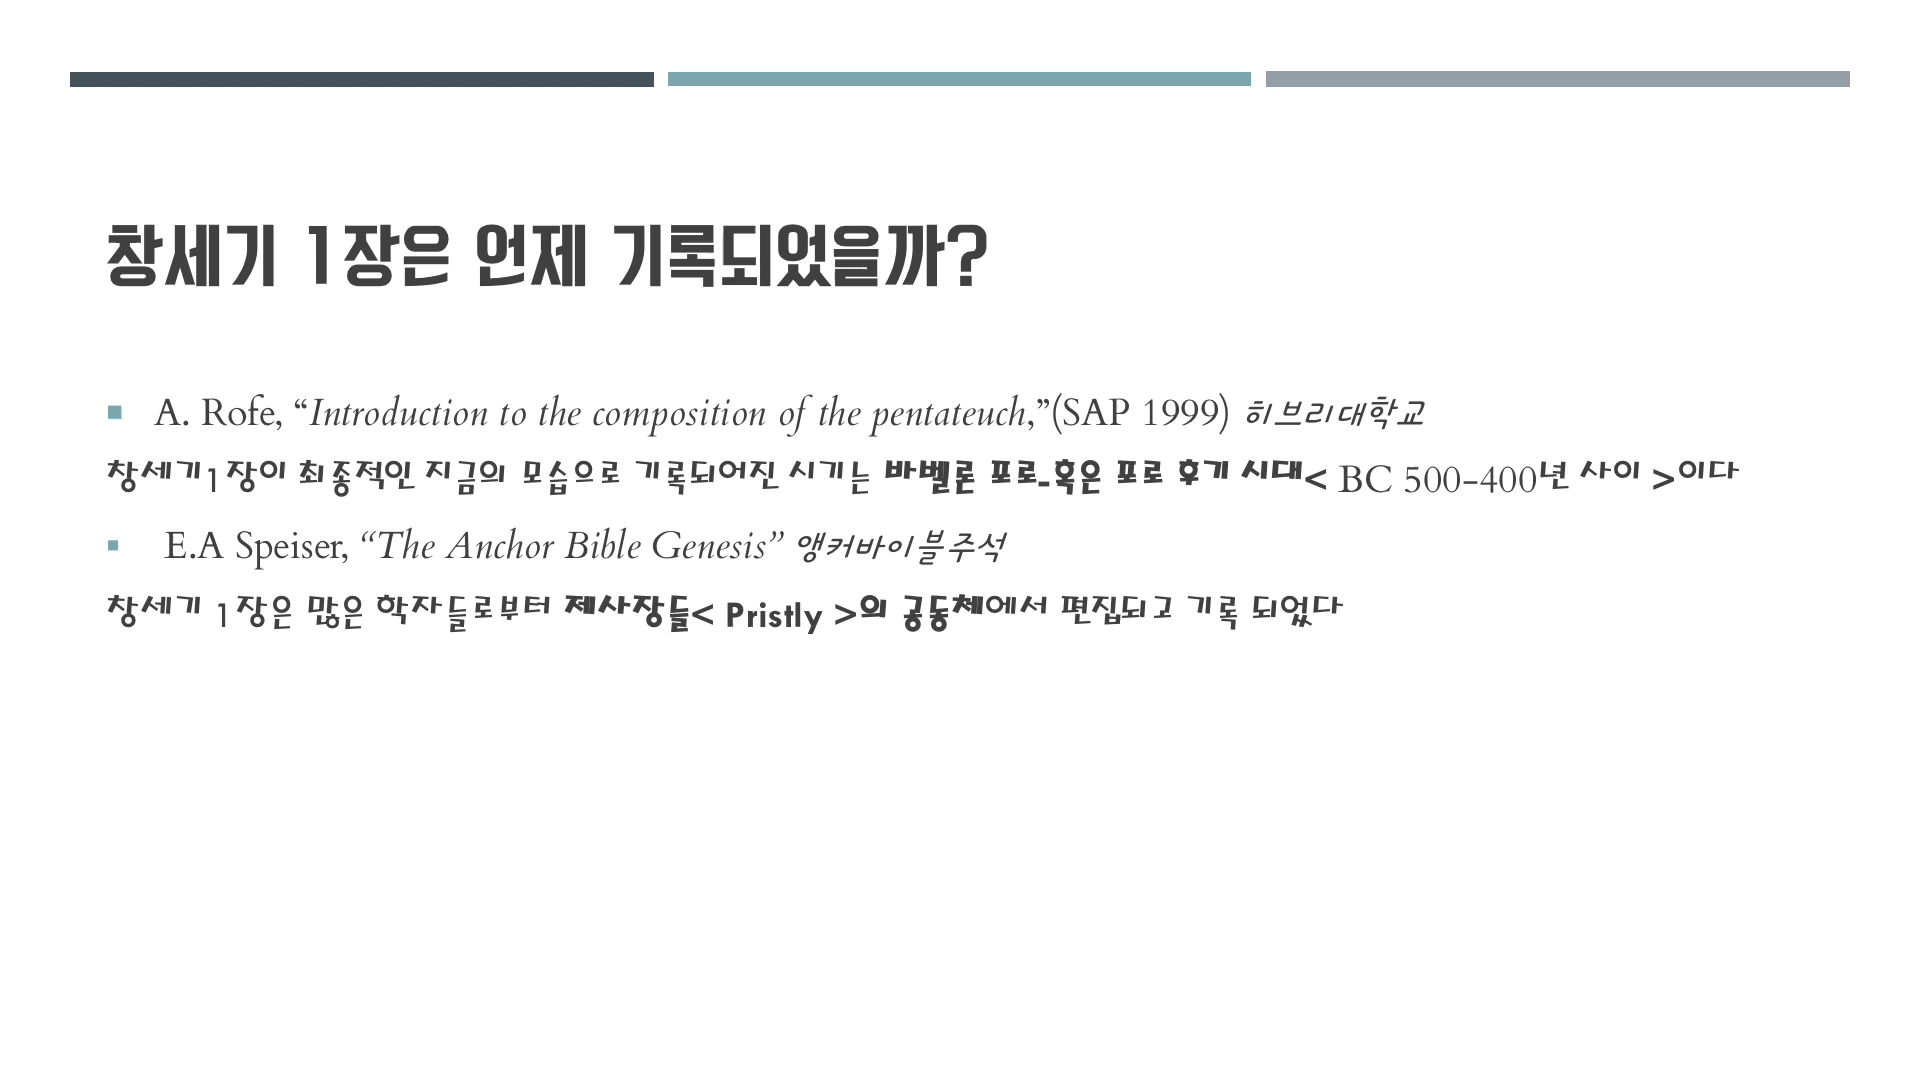 창세기 1장은 언제 기록되었을까?
A. Rofe, “Introduction to the composition of the pentateuch,”(SAP 1999) 히브리대학교
창세기1장이 최종적인 지금의 모습으로 기록되어진 시기는 바벨론 포로-혹은 포로 후기 시대< BC 500-400년 사이 >이다
E.A Speiser, “The Anchor Bible Genesis” 앵커바이블주석
창세기 1장은 많은 학자들로부터 제사장들< Pristly >의 공동체에서 편집되고 기록 되었다